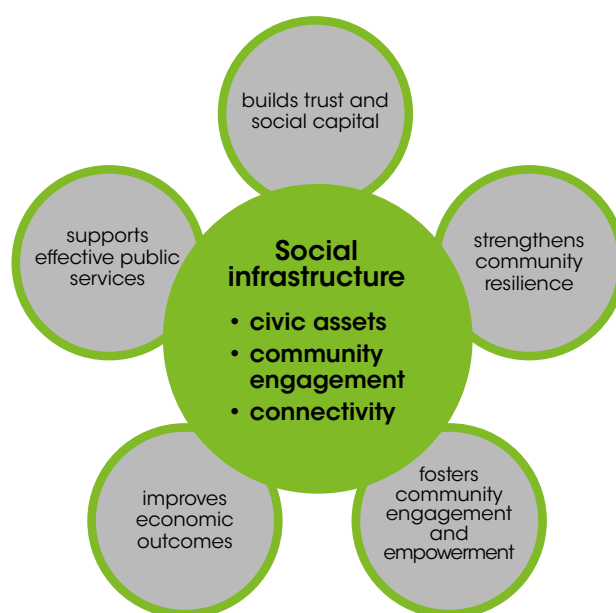 builds trust and
social capital
supports
effective public
services
strengthens
community
resilience
Social
infrastructure
• civic assets
• community
engagement
• connectivity
improves
economic
outcomes
fosters
community
engagement
and
empowerment